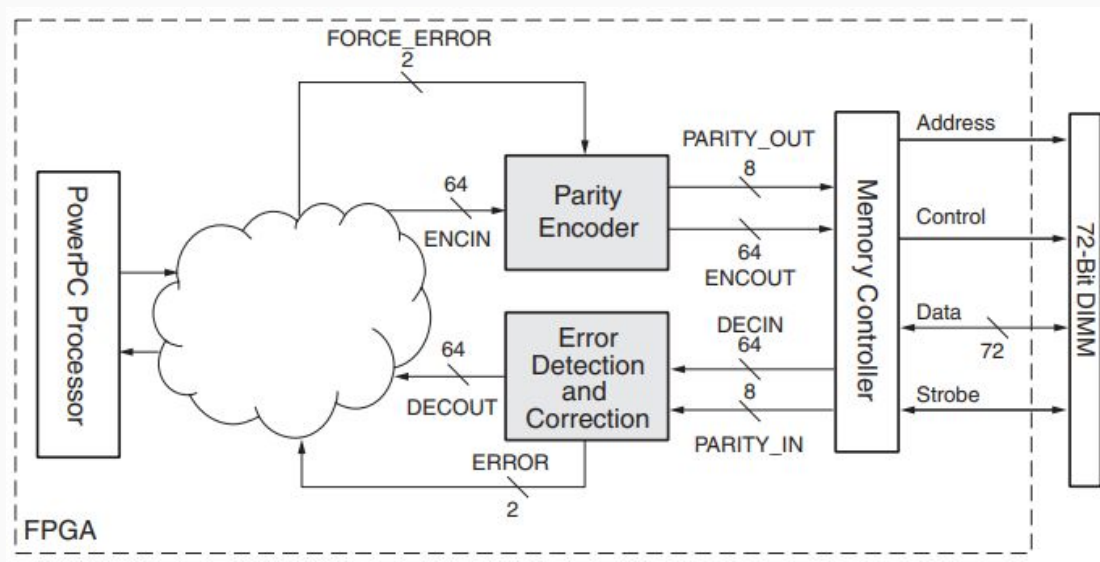 FORCE_ERROR
2
PowerPC Processor
64
ENCIN
Parity
Encoder
PARITY_OUT
8
64
ENCOUT
Memory Controller
Address
Control
Data
72
Strobe
72-Bit DIMM
64
DECOUT
Error
Detection
and
Correction
DECIN
64
8
PARITY_IN
ERROR
2
FPGA